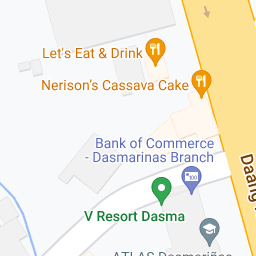 Let's Eat & Drink
Nerison's Cassava Cake
Bank of Commerce
- Dasmarinas Branch
V Resort Dasma